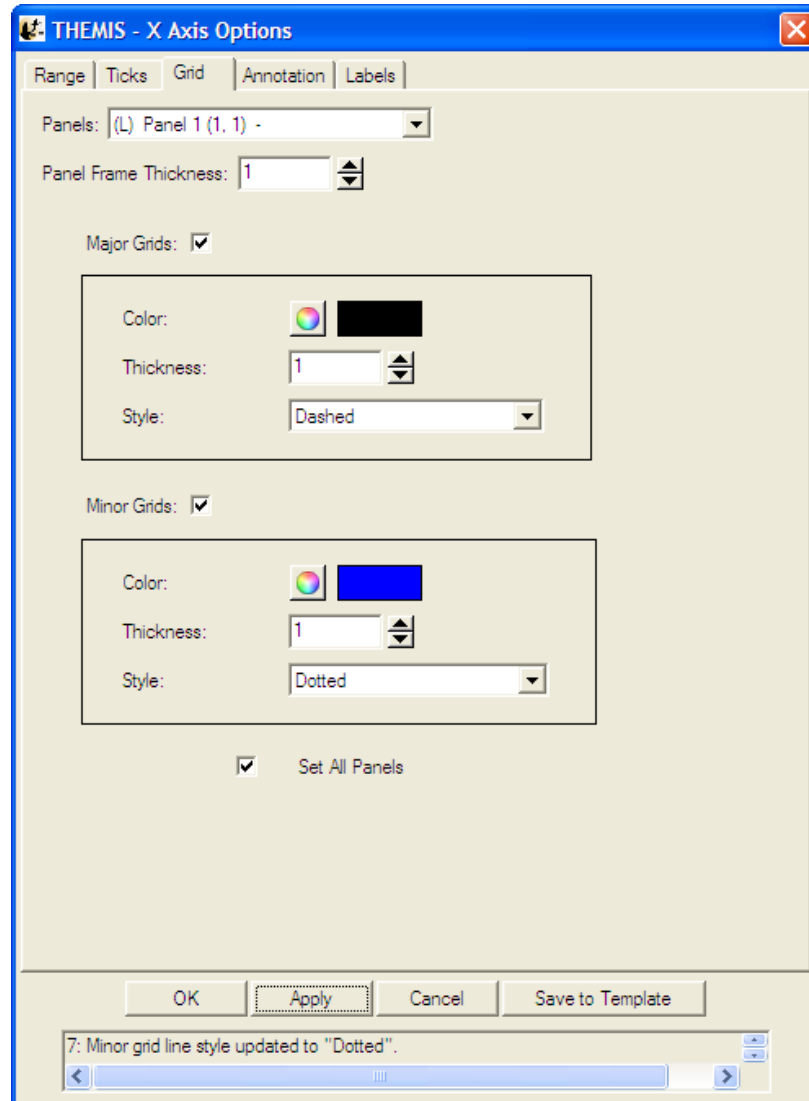 THEMIS - X Axis Options
Range Ticks Grid Annotation Labels
Panels: (L) Panel 1 (1, 1) -
Panel Frame Thickness: 1
Major Grids:
Color:
Thickness: 1
Style: Dashed
Minor Grids:
Color:
Thickness: 1
Style: Dotted
Set All Panels
OK Apply Cancel Save to Template
7: Minor grid line style updated to "Dotted".